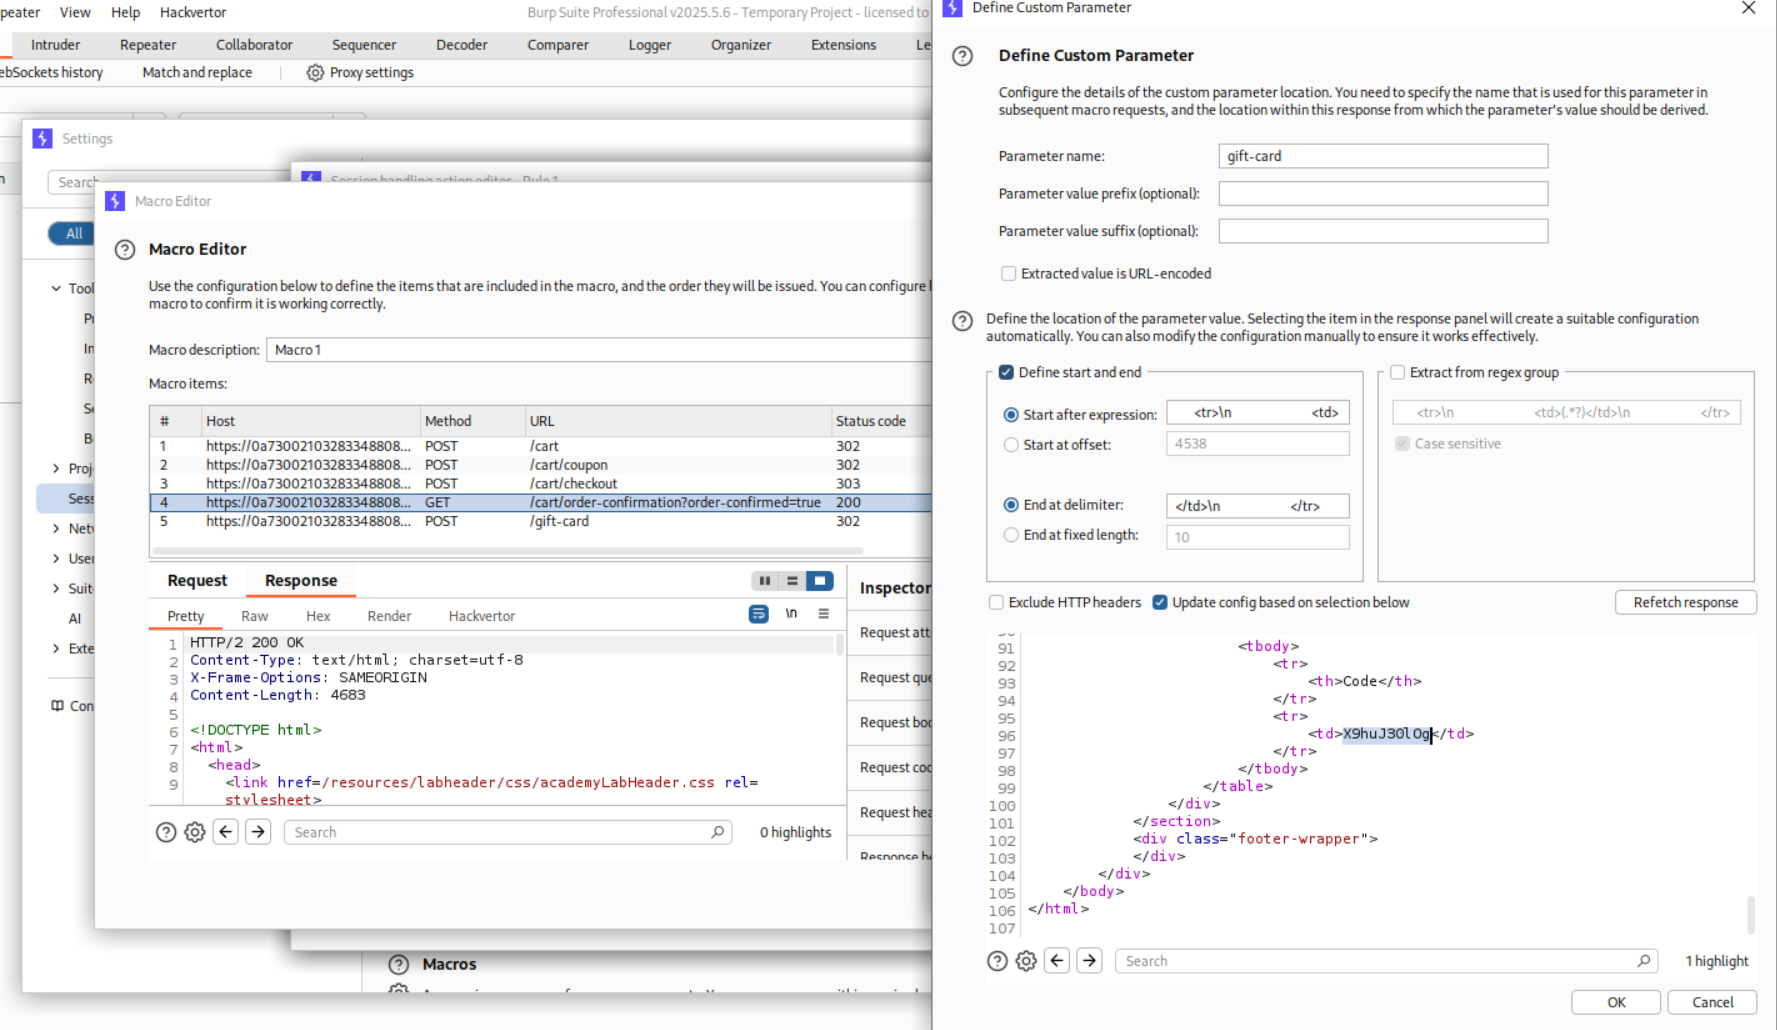 peater View Help Hackvertor
Burp Suite Professional v2025.5.6 - Temporary Project - licensed to
Intruder Repeater Collaborator Sequencer Decoder Comparer Logger Organizer Extensions Le
ebSockets history Match and replace Proxy settings
Settings
Search
All
Tool
Proj
Sess
Netw
User
Suit
AI
Exte
Con
Session handling action editor - Rule 1
Macro Editor
Macro Editor
Use the configuration below to define the items that are included in the macro, and the order they will be issued. You can configure
macro to confirm it is working correctly.
Macro description: Macro 1
Macro items:
# Host Method URL Status code
1 https://0a73002103283348808... POST /cart 302
2 https://0a73002103283348808... POST /cart/coupon 302
3 https://0a73002103283348808... POST /cart/checkout 303
4 https://0a73002103283348808... GET /cart/order-confirmation?order-confirmed=true 200
5 https://0a73002103283348808... POST /gift-card 302
Request Response
Pretty Raw Hex Render Hackvertor \n
1 HTTP/2 200 OK
2 Content-Type: text/html; charset=utf-8
3 X-Frame-Options: SAMEORIGIN
4 Content-Length: 4683
5
6 <!DOCTYPE html>
7 <html>
8 <head>
9 <link href=/resources/labheader/css/academyLabHeader.css rel=
stylesheet>
Search 0 highlights
Inspector
Request att
Request que
Request bod
Request coo
Request hea
Response he
Macros
Define Custom Parameter
Define Custom Parameter
Configure the details of the custom parameter location. You need to specify the name that is used for this parameter in
subsequent macro requests, and the location within this response from which the parameter's value should be derived.
Parameter name: gift-card
Parameter value prefix (optional):
Parameter value suffix (optional):
Extracted value is URL-encoded
Define the location of the parameter value. Selecting the item in the response panel will create a suitable configuration
automatically. You can also modify the configuration manually to ensure it works effectively.
Define start and end
Start after expression: <tr>\n <td>
Start at offset: 4538
End at delimiter: </td>\n </tr>
End at fixed length: 10
Extract from regex group
<tr>\n <td>(.*?)</td>\n </tr>
Case sensitive
Exclude HTTP headers Update config based on selection below Refetch response
91 <tbody>
92 <tr>
93 <th>Code</th>
94 </tr>
95 <tr>
96 <td>X9huJ30lOg</td>
97 </tr>
98 </tbody>
99 </table>
100 </div>
101 </section>
102 <div class="footer-wrapper">
103 </div>
104 </div>
105 </body>
106 </html>
107
Search 1 highlight
OK Cancel